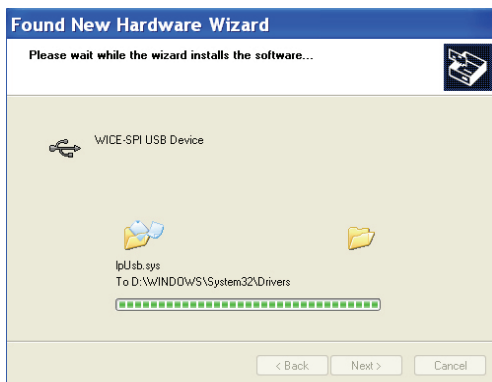 Found New Hardware Wizard
Please wait while the wizard installs the software...
WICE-SPI USB Device
IpUsb.sys
To D:\WINDOWS\System32\Drivers
< Back Next > Cancel